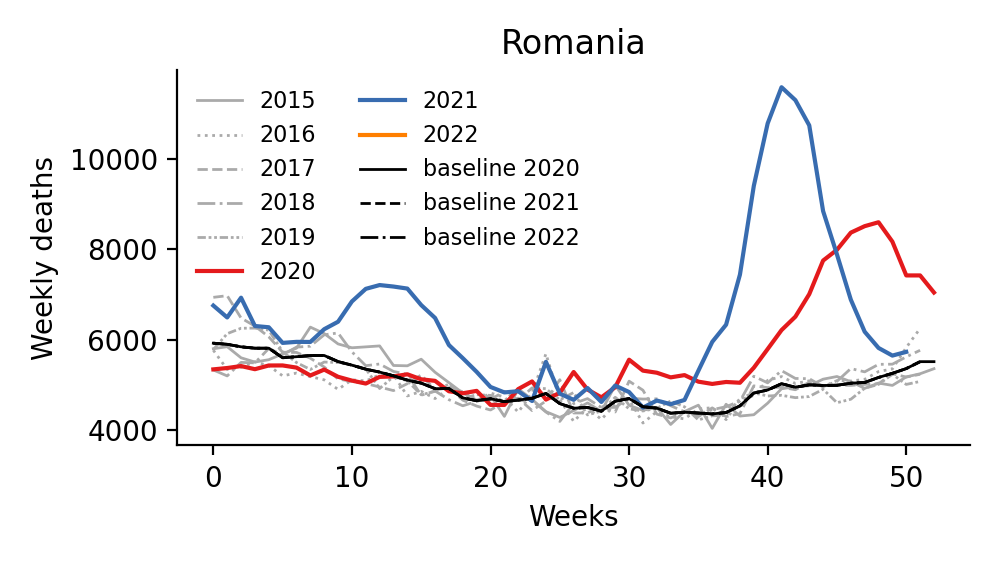 Romania
Weekly deaths
10000
8000
6000
4000
2015
2016
2017
2018
2019
2020
2021
2022
baseline 2020
baseline 2021
baseline 2022
0 10 20 30 40 50
Weeks